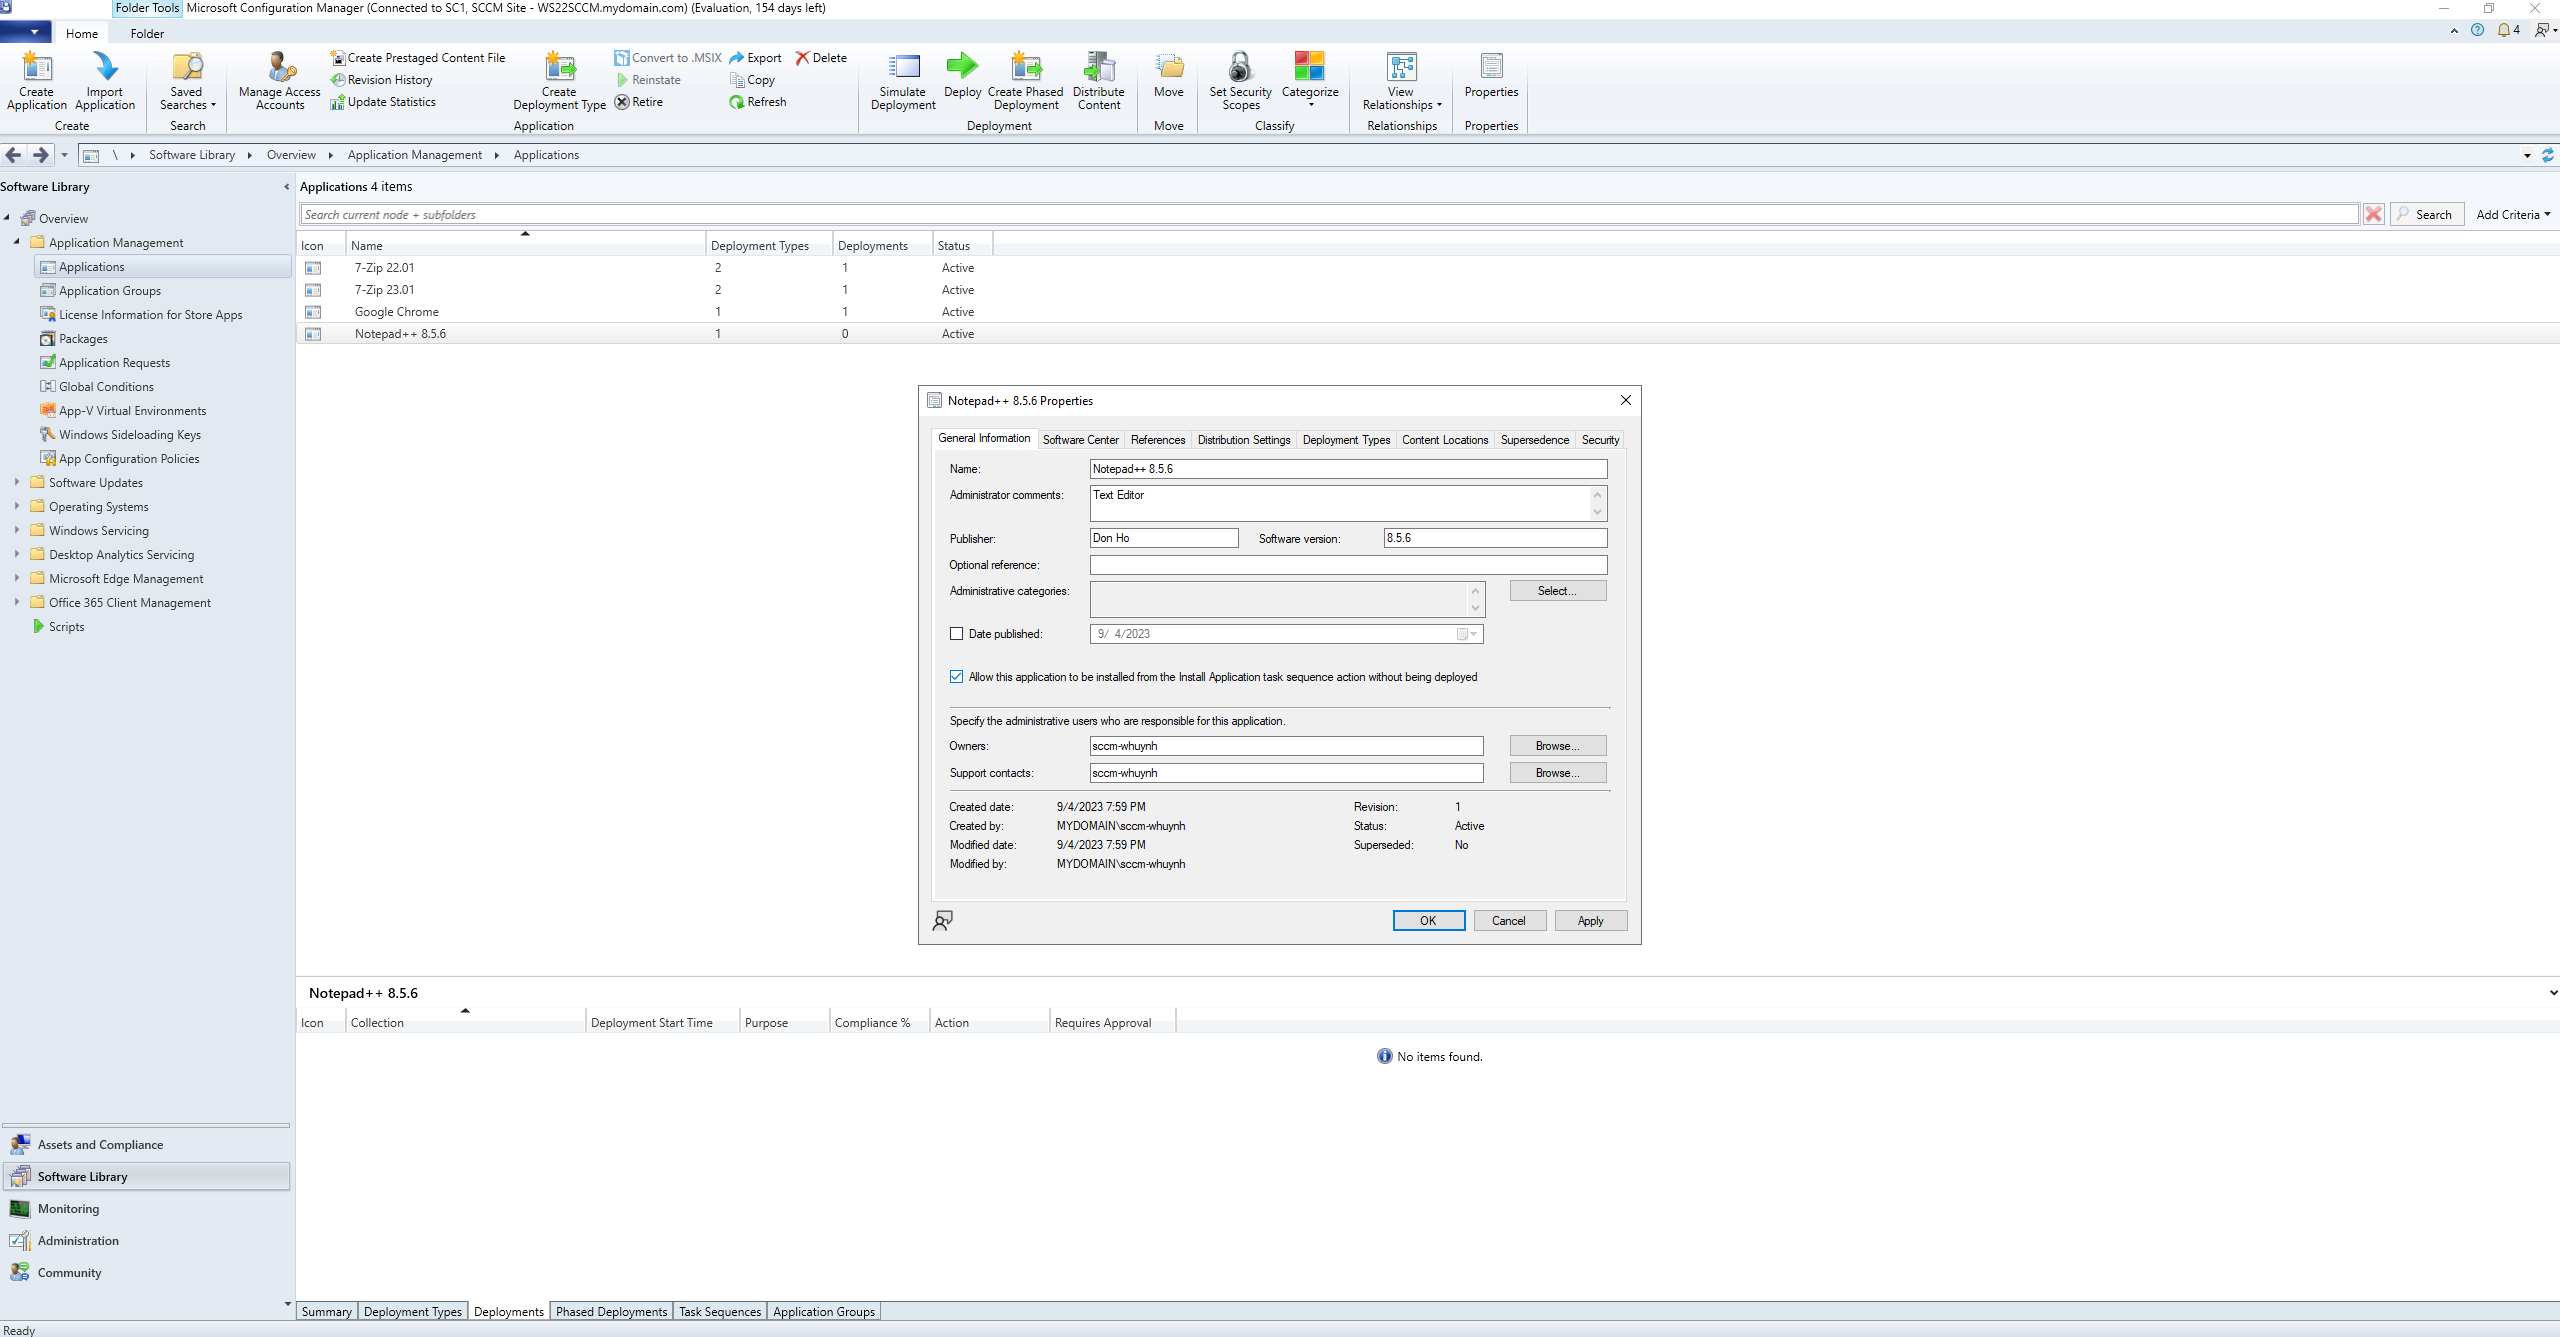 Folder Tools Microsoft Configuration Manager (Connected to SC1, SCCM Site - WS22SCCM.mydomain.com) (Evaluation, 154 days left)
Home Folder
4
Create Application
Import Application
Create
Saved Searches
Search
Manage Access Accounts
Create Prestaged Content File
Revision History
Update Statistics
Create Deployment Type
Convert to .MSIX
Reinstate
Retire
Export
Copy
Refresh
Delete
Application
Simulate Deployment
Deploy
Create Phased Deployment
Distribute Content
Deployment
Move
Move
Set Security Scopes
Categorize
Classify
View Relationships
Relationships
Properties
Properties
\ Software Library Overview Application Management Applications
Software Library
Overview
Application Management
Applications
Application Groups
License Information for Store Apps
Packages
Application Requests
Global Conditions
App-V Virtual Environments
Windows Sideloading Keys
App Configuration Policies
Software Updates
Operating Systems
Windows Servicing
Desktop Analytics Servicing
Microsoft Edge Management
Office 365 Client Management
Scripts
Assets and Compliance
Software Library
Monitoring
Administration
Community
Applications 4 items
Search current node + subfolders Search Add Criteria
Icon Name Deployment Types Deployments Status
7-Zip 22.01 2 1 Active
7-Zip 23.01 2 1 Active
Google Chrome 1 1 Active
Notepad++ 8.5.6 1 0 Active
Notepad++ 8.5.6 Properties
General Information Software Center References Distribution Settings Deployment Types Content Locations Supersedence Security
Name: Notepad++ 8.5.6
Administrator comments: Text Editor
Publisher: Don Ho Software version: 8.5.6
Optional reference:
Administrative categories: Select...
Date published: 9/ 4/2023
Allow this application to be installed from the Install Application task sequence action without being deployed
Specify the administrative users who are responsible for this application.
Owners: sccm-whuynh Browse...
Support contacts: sccm-whuynh Browse...
Created date: 9/4/2023 7:59 PM Revision: 1
Created by: MYDOMAIN\sccm-whuynh Status: Active
Modified date: 9/4/2023 7:59 PM Superseded: No
Modified by: MYDOMAIN\sccm-whuynh
OK Cancel Apply
Notepad++ 8.5.6
Icon Collection Deployment Start Time Purpose Compliance % Action Requires Approval
No items found.
Summary Deployment Types Deployments Phased Deployments Task Sequences Application Groups
Ready